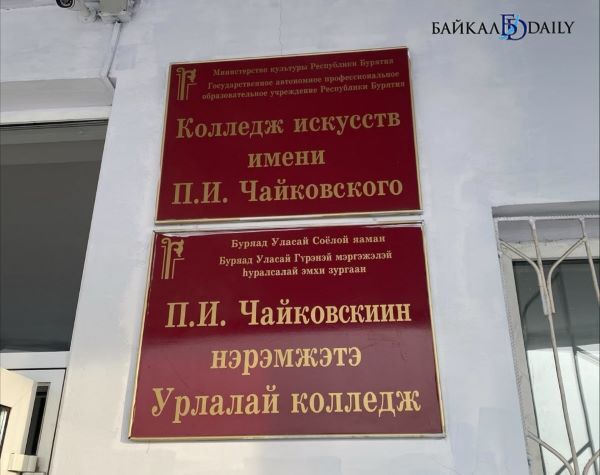 БАЙКАЛ DAILY
Министерство культуры Республики Бурятия
Государственное автономное профессиональное
образовательное учреждение Республики Бурятия
Колледж искусств
имени
П.И. Чайковского
Буряад Уласай Соёлой яаман
Буряад Уласай Гүрэнэй мэргэжэлэй
һуралсалай эмхи зургаан
П.И. Чайковскиин
нэрэмжэтэ
Урлалай колледж